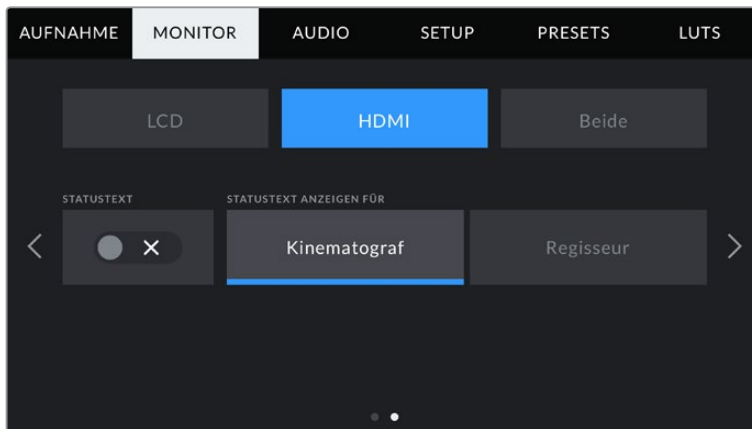 AUFNAHME MONITOR AUDIO SETUP PRESETS LUTS
LCD HDMI Beide
STATUSTEXT STATUSTEXT ANZEIGEN FÜR
Kinematograf Regisseur